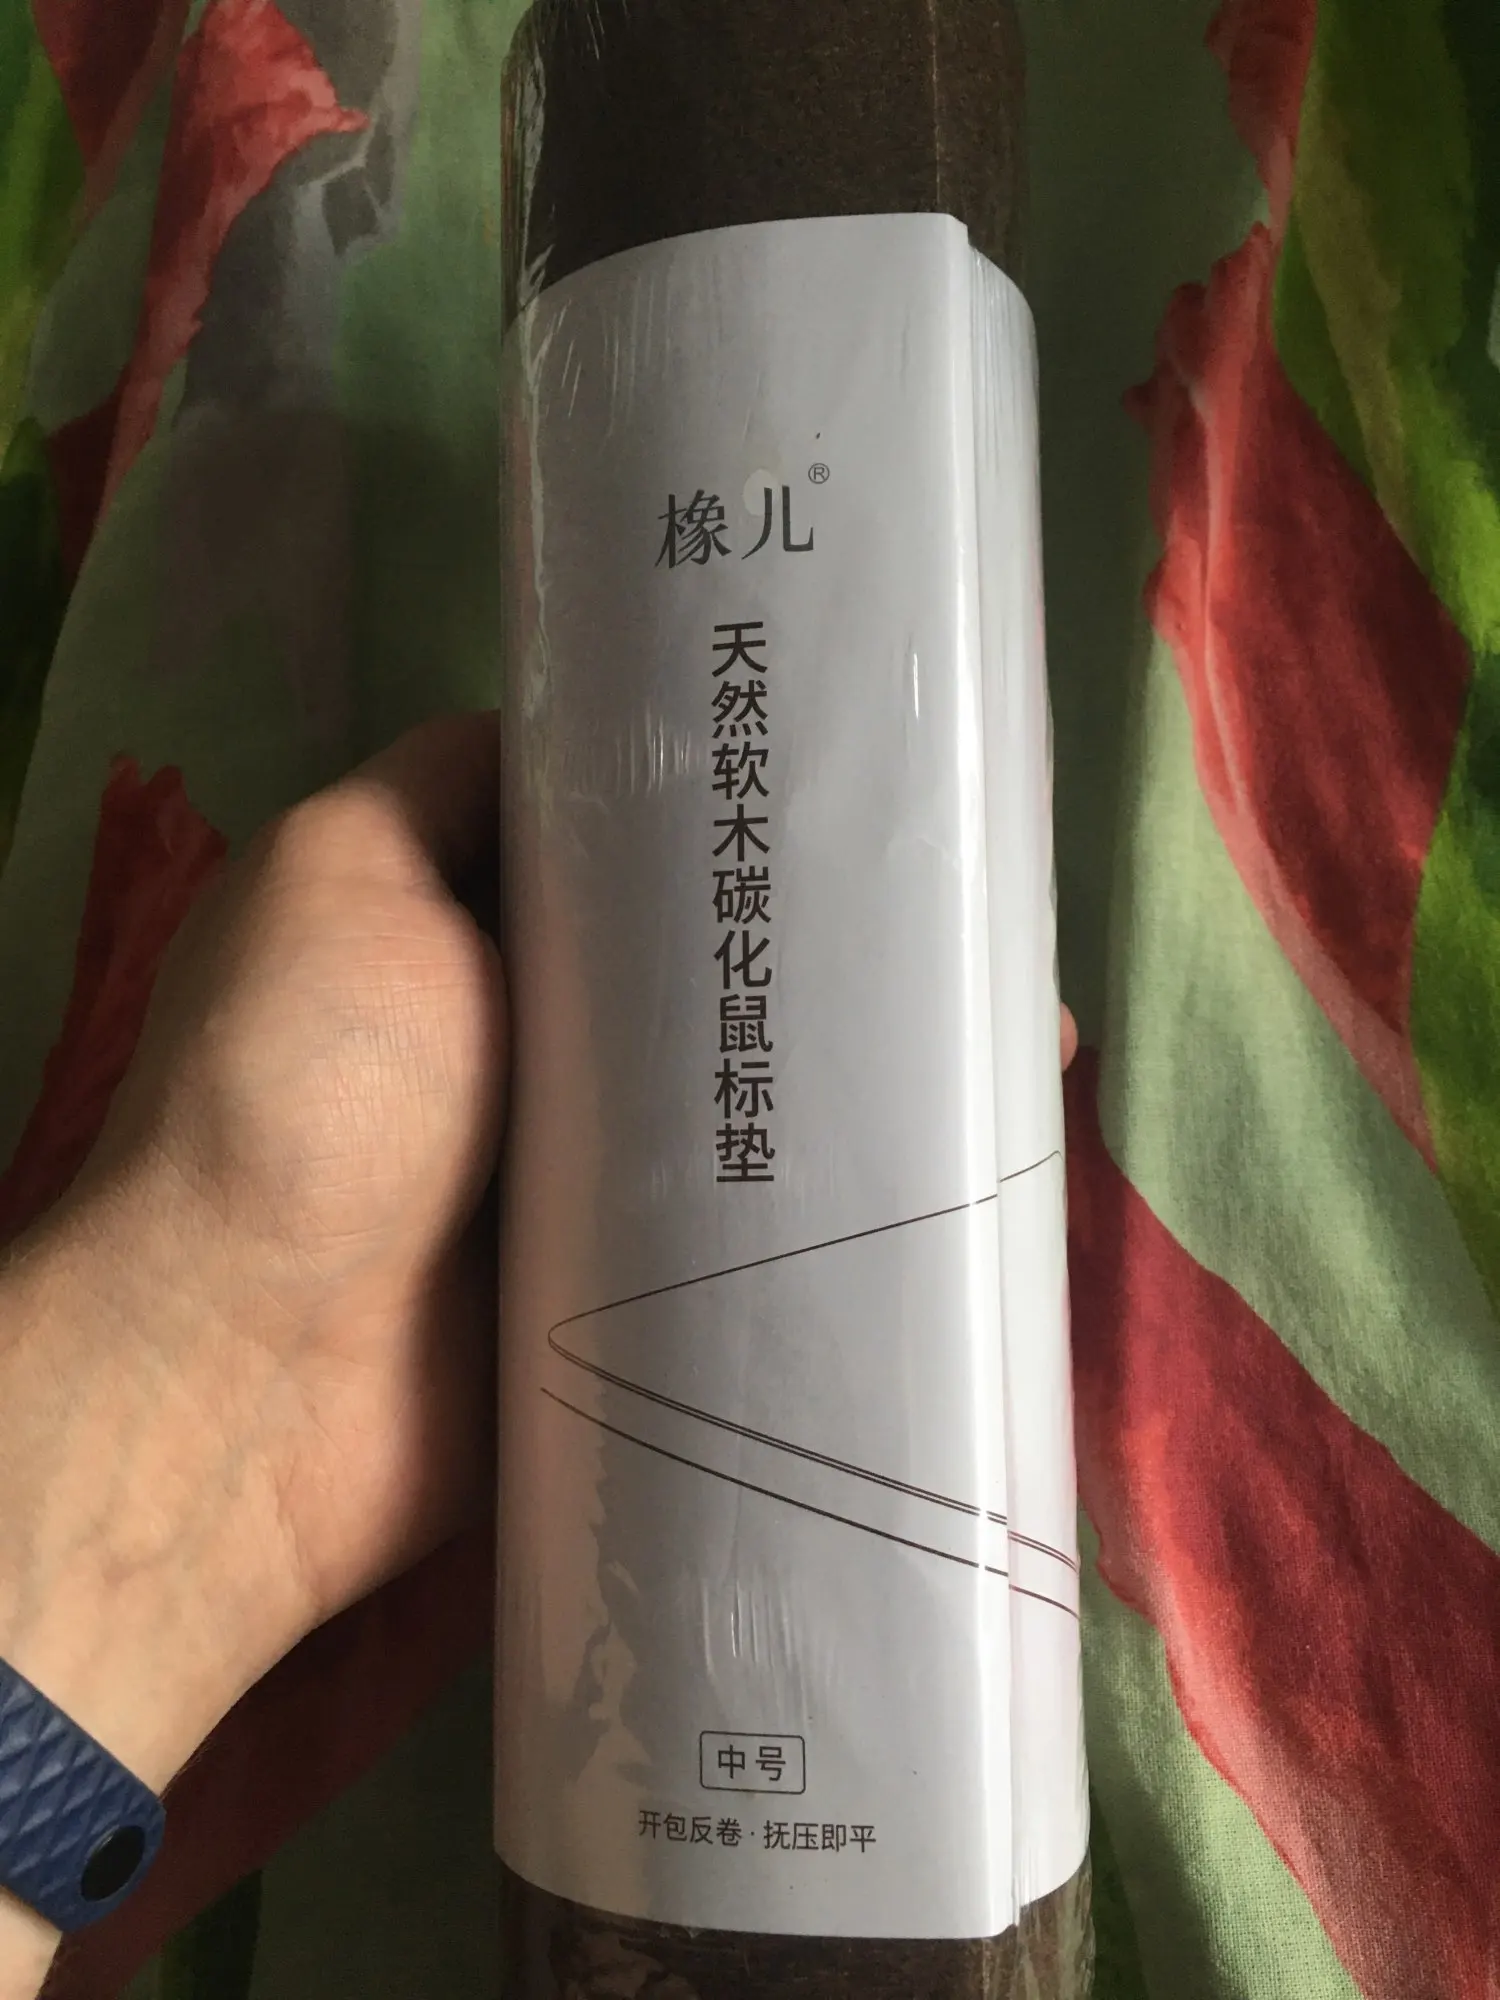 橡儿®
天然软木碳化鼠标垫
中号
开包反卷·抚压即平